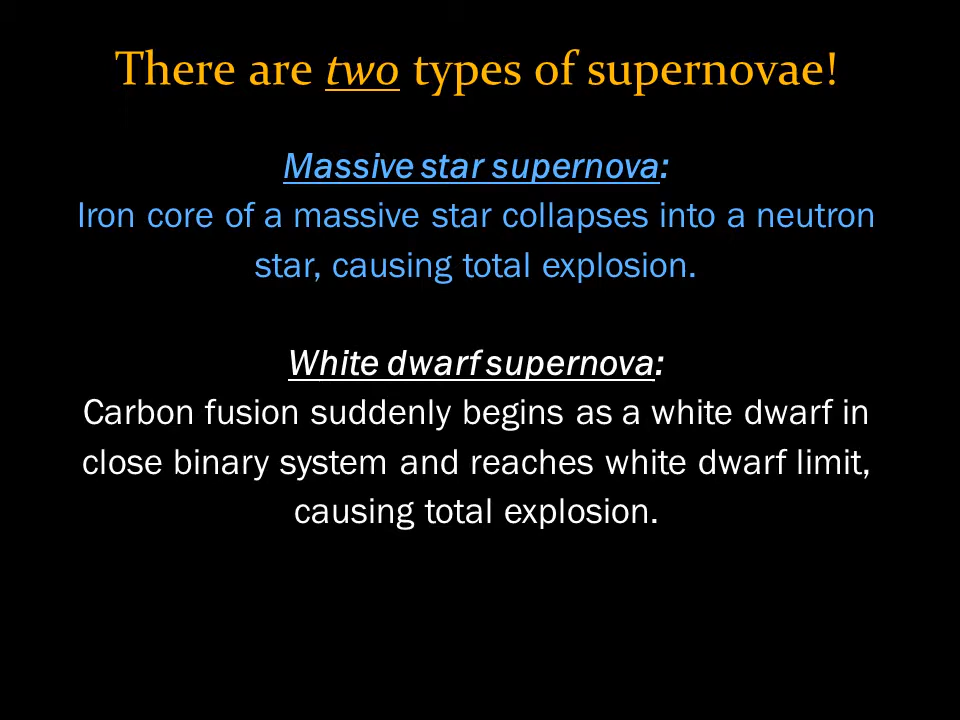 There are two types of supernovae!
Massive star supernova:
Iron core of a massive star collapses into a neutron
star, causing total explosion.
White dwarf supernova:
Carbon fusion suddenly begins as a white dwarf in
close binary system and reaches white dwarf limit,
causing total explosion.